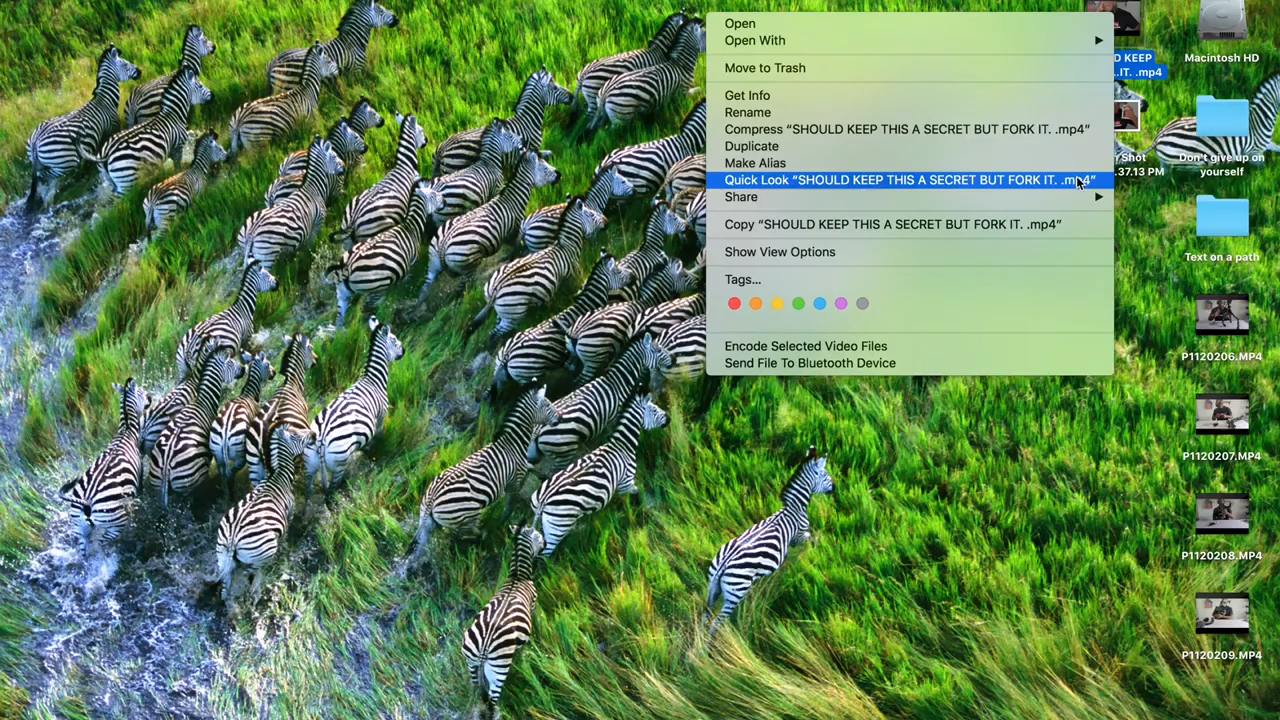 Open
Open With
Move to Trash
Get Info
Rename
Compress “SHOULD KEEP THIS A SECRET BUT FORK IT. .mp4”
Duplicate
Make Alias
Quick Look “SHOULD KEEP THIS A SECRET BUT FORK IT. .mp4”
Share
Copy “SHOULD KEEP THIS A SECRET BUT FORK IT. .mp4”
Show View Options
Tags...
Encode Selected Video Files
Send File To Bluetooth Device
D KEEP
...IT. .mp4
Shot
.37.13 PM
Macintosh HD
Don't give up on
yourself
Text on a path
P1120206.MP4
P1120207.MP4
P1120208.MP4
P1120209.MP4